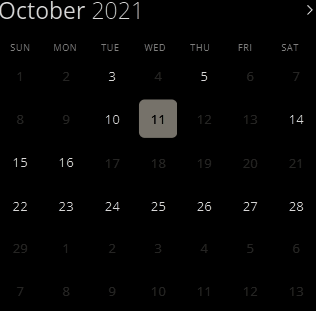 October 2021
SUN MON TUE WED THU FRI SAT
1 2 3 4 5 6 7
8 9 10 11 12 13 14
15 16 17 18 19 20 21
22 23 24 25 26 27 28
29 1 2 3 4 5 6
7 8 9 10 11 12 13